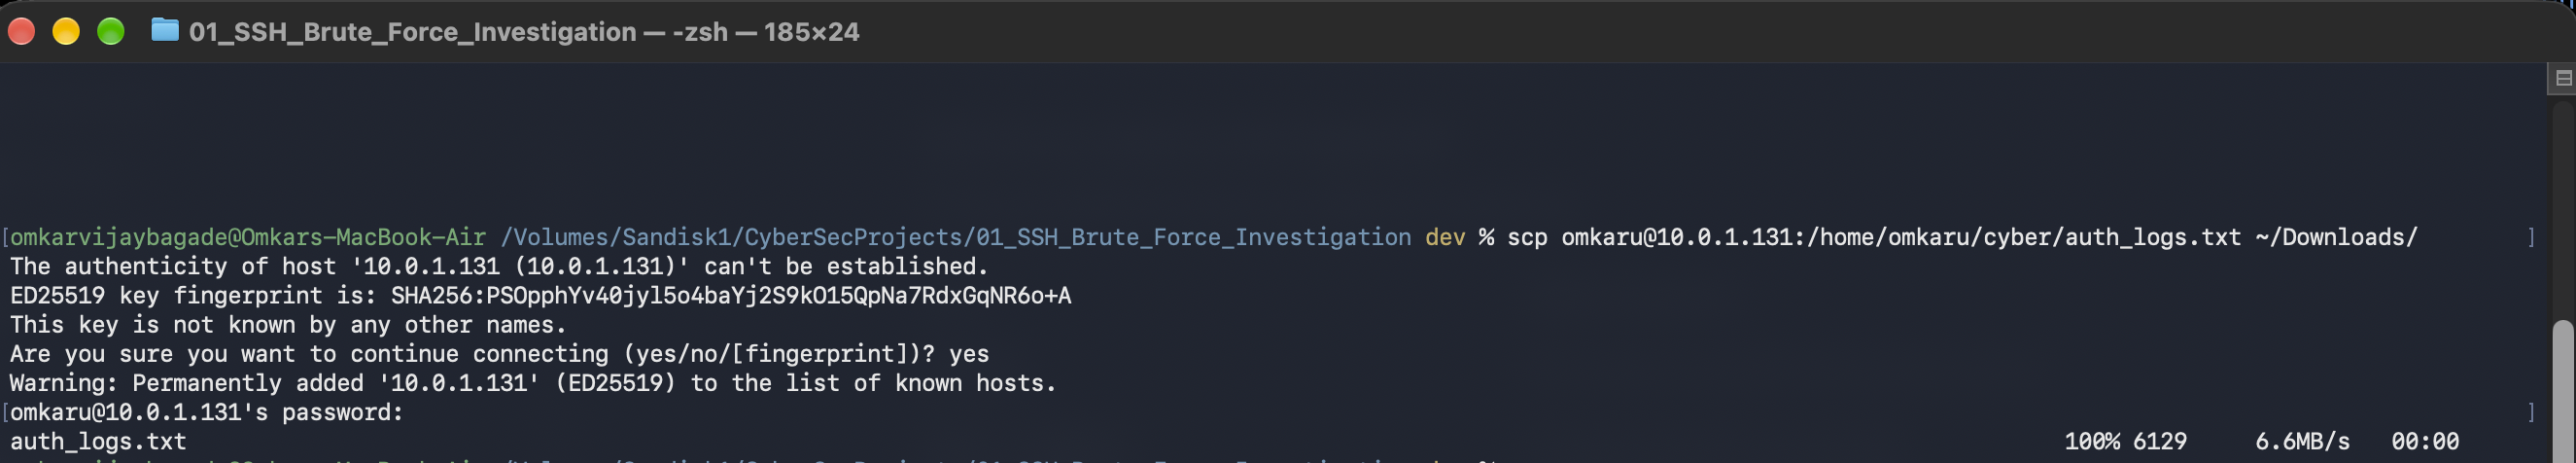 01_SSH_Brute_Force_Investigation — -zsh — 185×24
[omkarvijaybagade@Omkars-MacBook-Air /Volumes/Sandisk1/CyberSecProjects/01_SSH_Brute_Force_Investigation dev % scp omkaru@10.0.1.131:/home/omkaru/cyber/auth_logs.txt ~/Downloads/ ]
The authenticity of host '10.0.1.131 (10.0.1.131)' can't be established.
ED25519 key fingerprint is: SHA256:PSOpphYv40jyl5o4baYj2S9kO15QpNa7RdxGqNR6o+A
This key is not known by any other names.
Are you sure you want to continue connecting (yes/no/[fingerprint])? yes
Warning: Permanently added '10.0.1.131' (ED25519) to the list of known hosts.
[omkaru@10.0.1.131's password: ]
auth_logs.txt 100% 6129 6.6MB/s 00:00